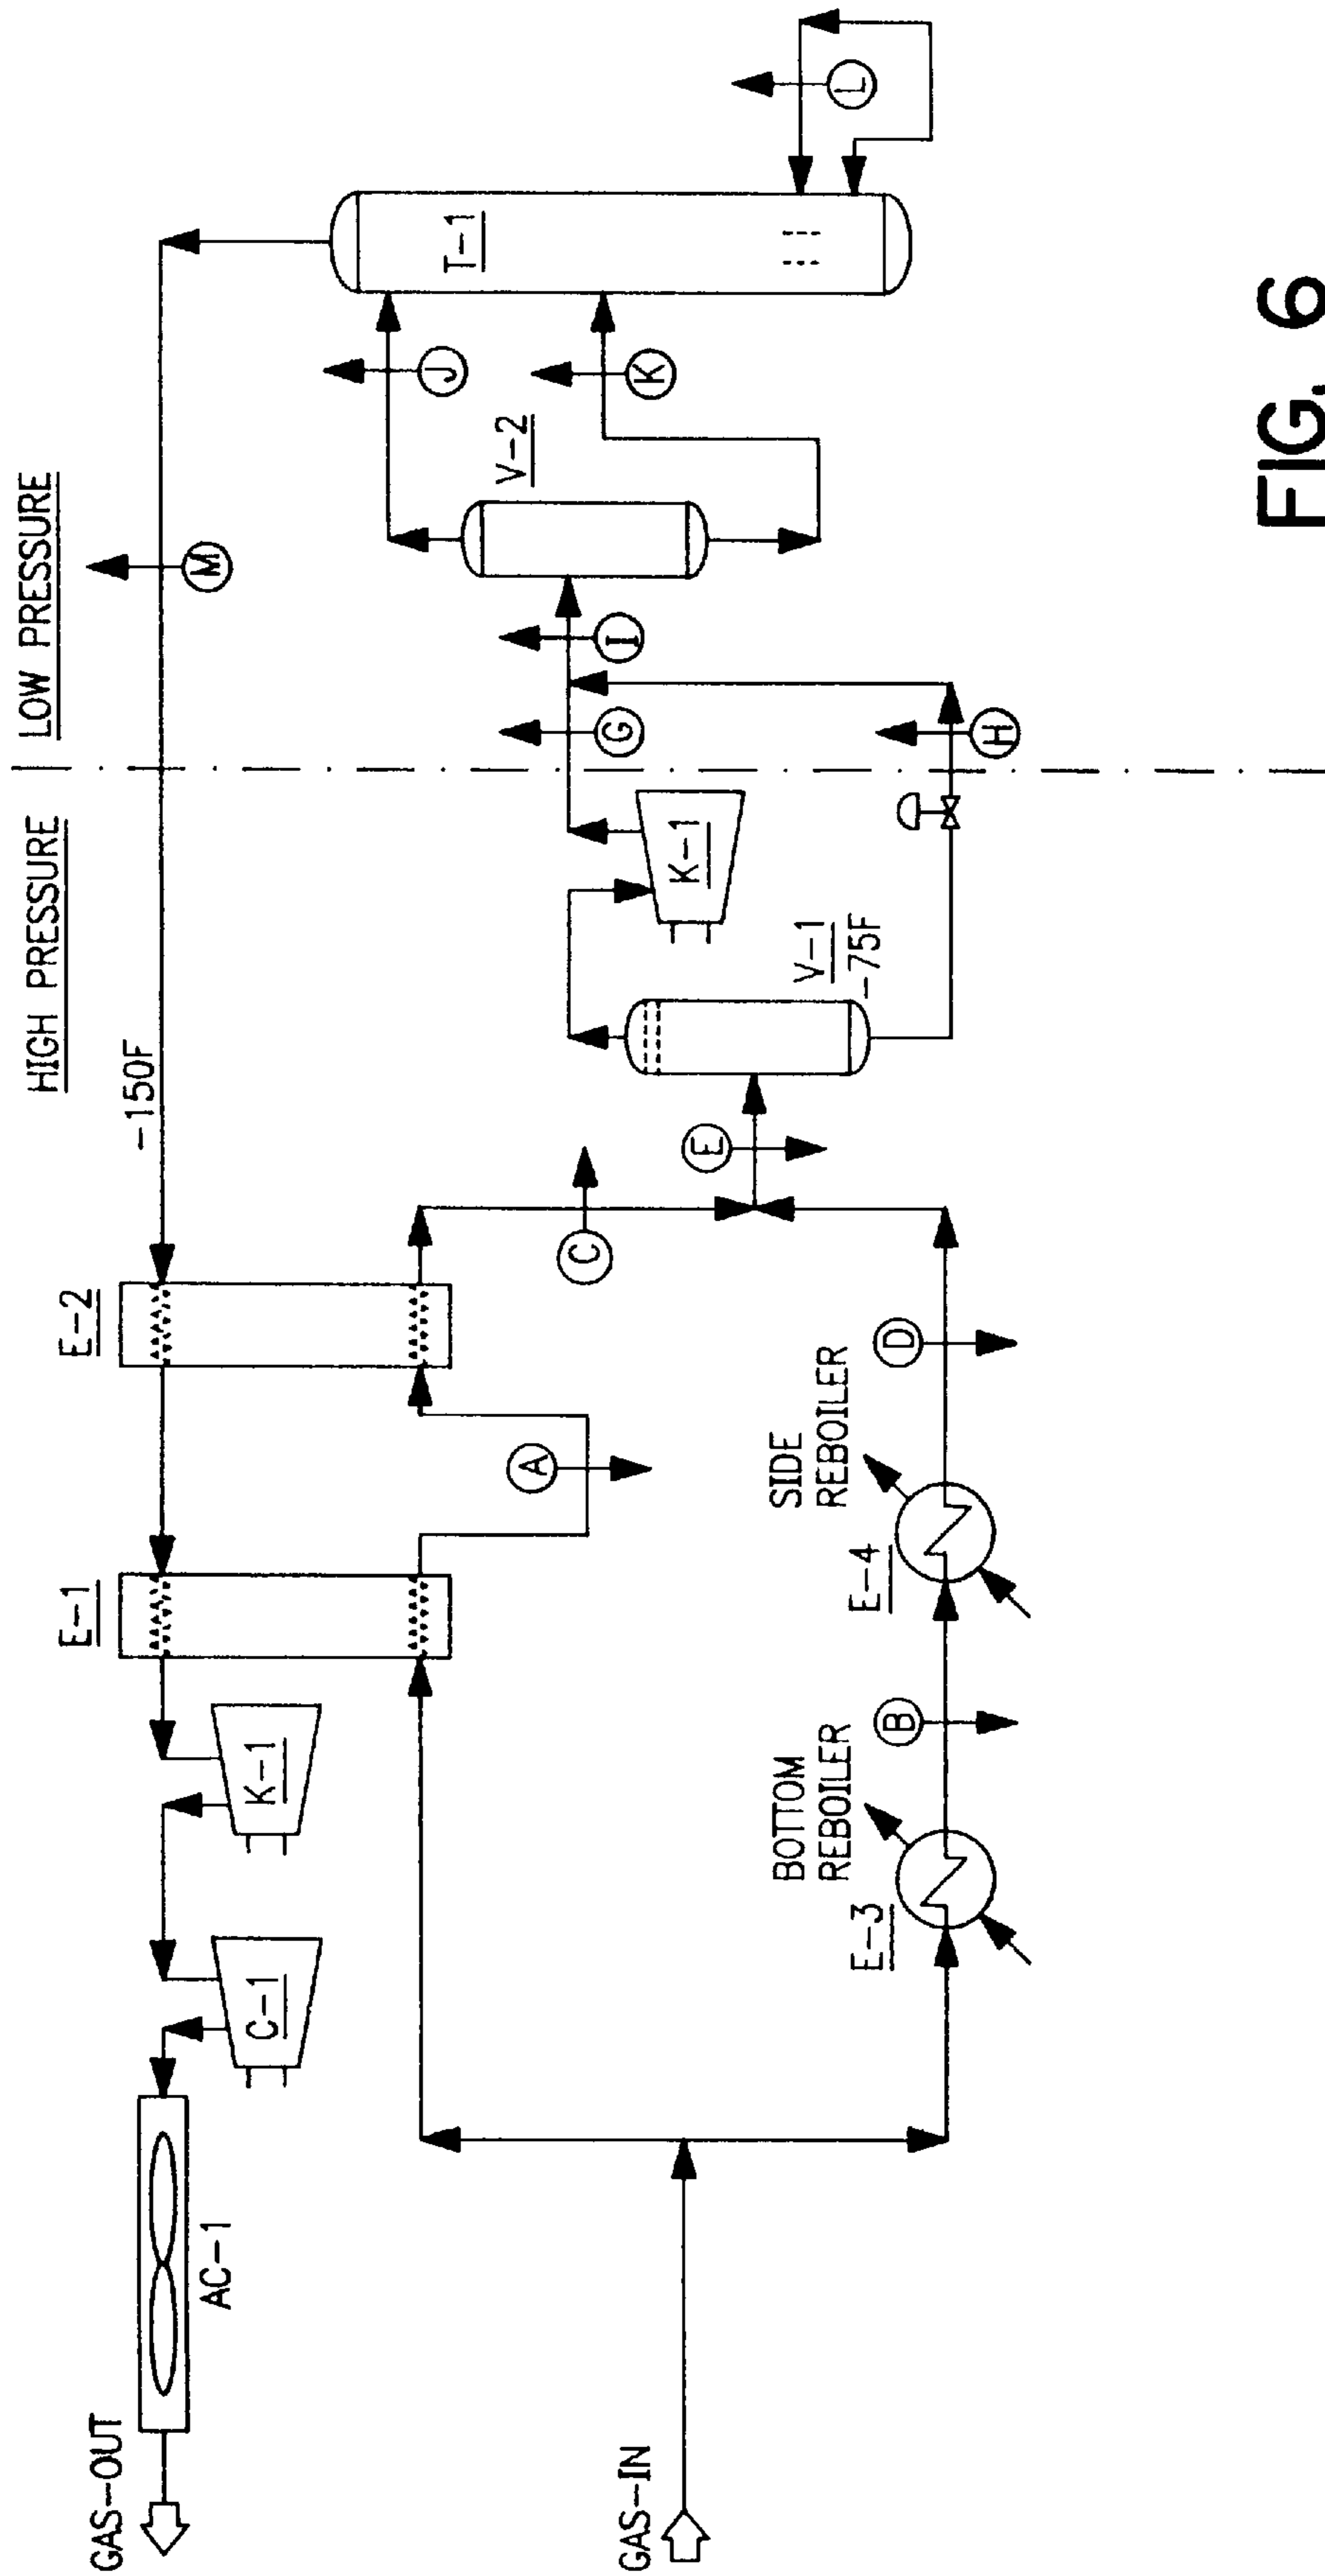 HIGH PRESSURE
LOW PRESSURE
GAS-OUT
AC-1
C-1
K-1
E-1
E-2
-150F
M
A
C
GAS-IN
E-3
BOTTOM
REBOILER
B
E-4
SIDE
REBOILER
D
E
V-1
-75F
K-1
G
H
I
V-2
J
K
T-1
L
FIG. 6